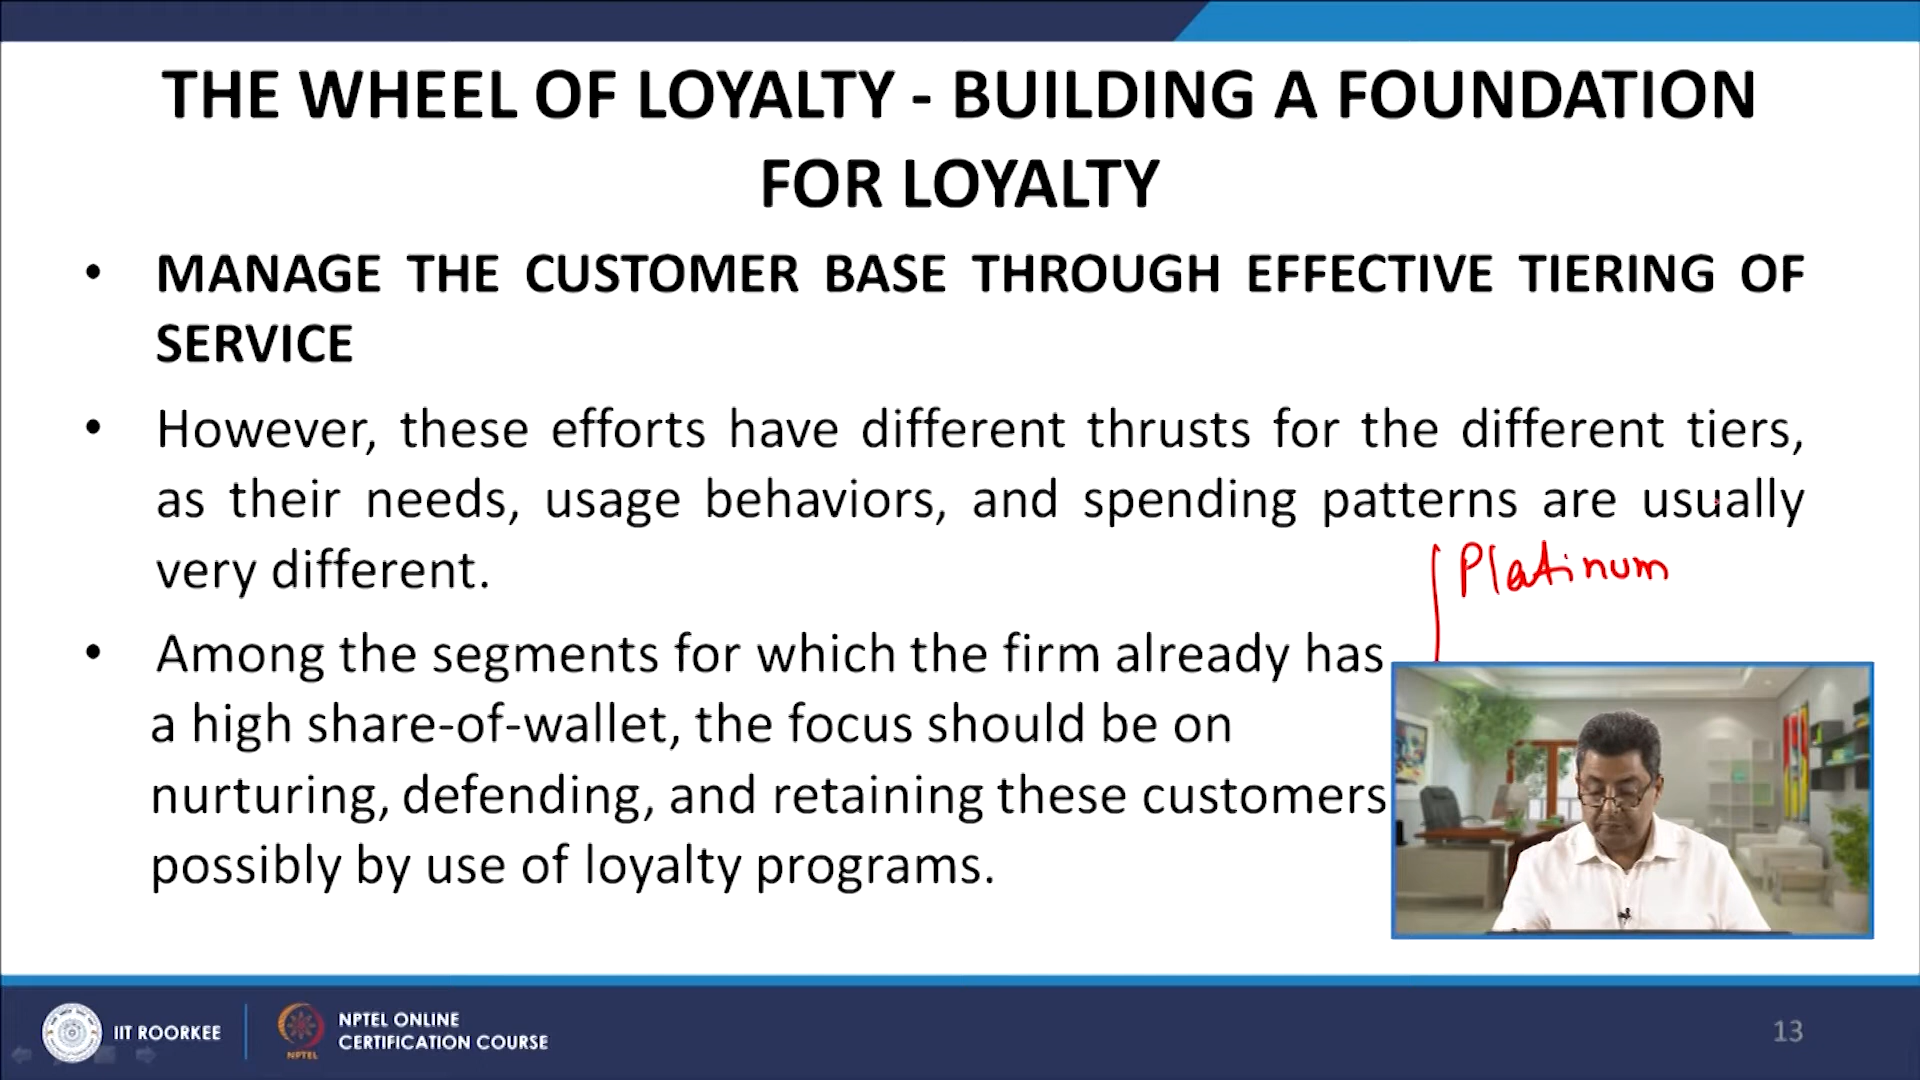 THE WHEEL OF LOYALTY - BUILDING A FOUNDATION
FOR LOYALTY
• MANAGE THE CUSTOMER BASE THROUGH EFFECTIVE TIERING OF
SERVICE
• However, these efforts have different thrusts for the different tiers,
as their needs, usage behaviors, and spending patterns are usually
very different.
Platinum
• Among the segments for which the firm already has
a high share-of-wallet, the focus should be on
nurturing, defending, and retaining these customers
possibly by use of loyalty programs.
IIT ROORKEE
NPTEL
NPTEL ONLINE
CERTIFICATION COURSE
13